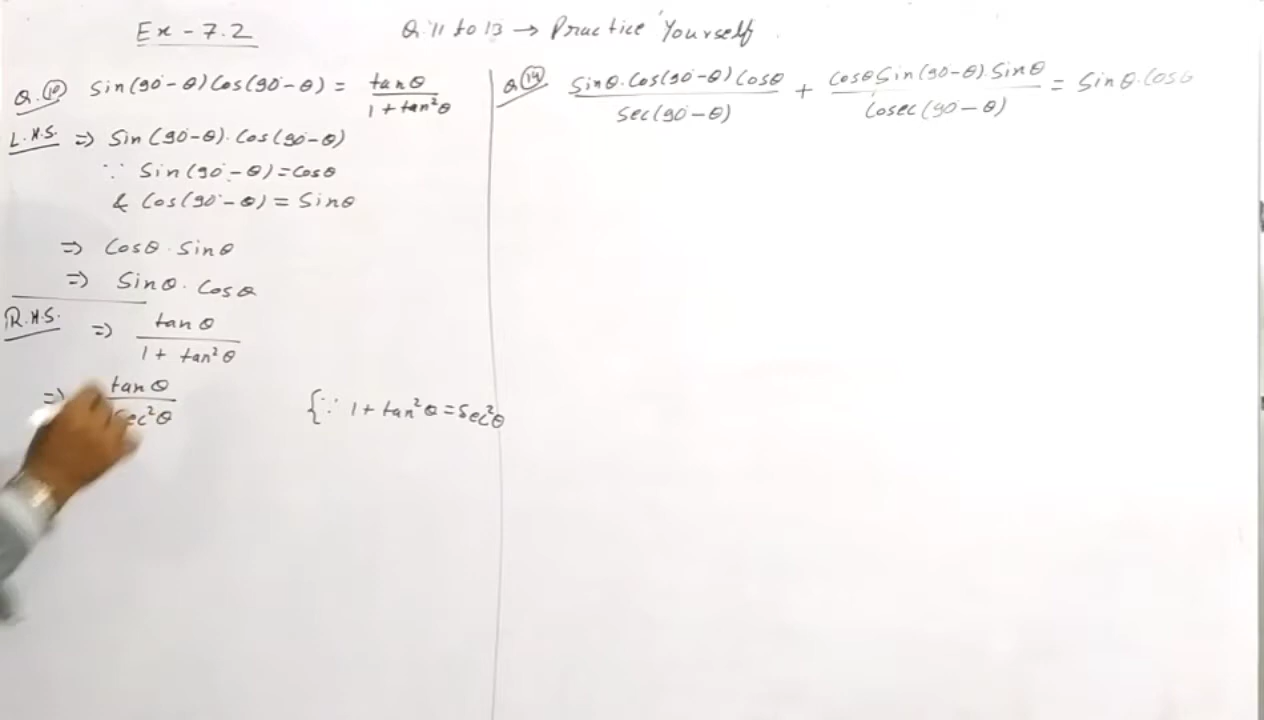 Ex - 7.2
Q. 11 to 13 → Practice Yourself.
Q. 10 Sin(90°-θ)Cos(90°-θ) = tanθ / 1+tan²θ
L.H.S. ⇒ Sin(90°-θ).Cos(90°-θ)
∵ Sin(90°-θ)=Cosθ
& Cos(90°-θ) = Sinθ
⇒ Cosθ.Sinθ
⇒ Sinθ.Cosθ
R.H.S. ⇒ tanθ / 1+tan²θ
⇒ tanθ / Sec²θ {∵ 1+tan²θ=Sec²θ
Q 14 Sinθ.Cos(90°-θ)Cosθ / Sec(90°-θ) + CosθSin(90-θ).Sinθ / Cosec(90°-θ) = Sinθ.Cosθ